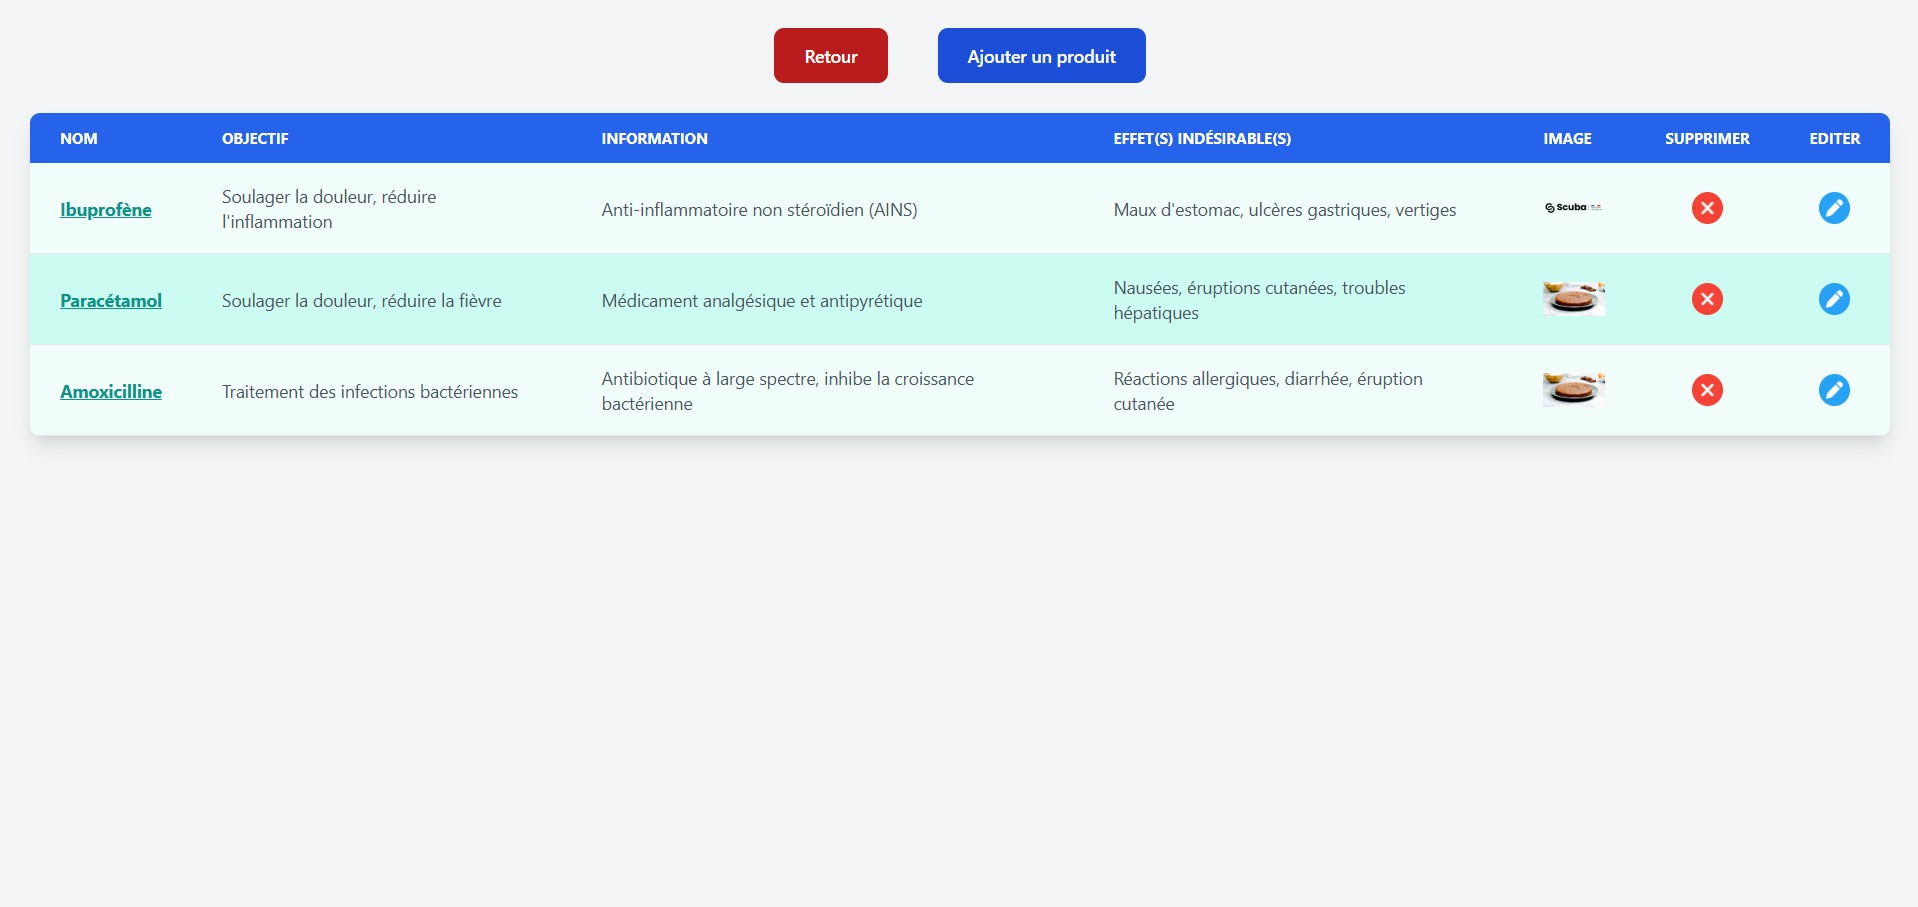 Retour
Ajouter un produit
NOM OBJECTIF INFORMATION EFFET(S) INDÉSIRABLE(S) IMAGE SUPPRIMER EDITER
Ibuprofène
Soulager la douleur, réduire
l'inflammation
Anti-inflammatoire non stéroïdien (AINS)
Maux d'estomac, ulcères gastriques, vertiges
Scuba
Paracétamol
Soulager la douleur, réduire la fièvre
Médicament analgésique et antipyrétique
Nausées, éruptions cutanées, troubles
hépatiques
Amoxicilline
Traitement des infections bactériennes
Antibiotique à large spectre, inhibe la croissance
bactérienne
Réactions allergiques, diarrhée, éruption
cutanée